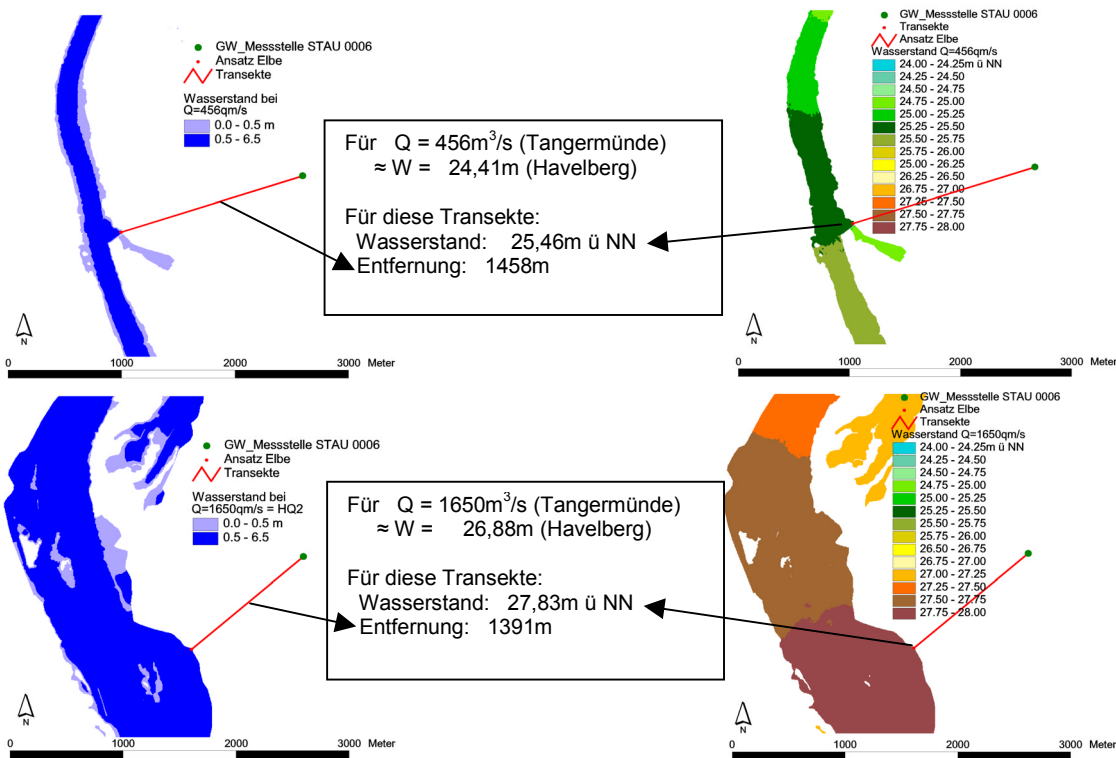 GW_Messstelle STAU 0006
Ansatz Elbe
Transekte
Wasserstand bei
Q=456qm/s
0.0 - 0.5 m
0.5 - 6.5
N
0 1000 2000 3000 Meter
Für Q = 456m³/s (Tangermünde)
≈ W = 24,41m (Havelberg)
Für diese Transekte:
Wasserstand: 25,46m ü NN
Entfernung: 1458m
GW_Messstelle STAU 0006
Transekte
Ansatz Elbe
Wasserstand Q=456qm/s
24.00 - 24.25m ü NN
24.25 - 24.50
24.50 - 24.75
24.75 - 25.00
25.00 - 25.25
25.25 - 25.50
25.50 - 25.75
25.75 - 26.00
25.00 - 26.25
26.25 - 26.50
26.75 - 27.00
27.25 - 27.50
27.50 - 27.75
27.75 - 28.00
N
0 1000 2000 3000 Meter
GW_Messstelle STAU 0006
Ansatz Elbe
Transekte
Wasserstand bei
Q=1650qm/s = HQ2
0.0 - 0.5 m
0.5 - 6.5
N
0 1000 2000 3000 Meter
Für Q = 1650m³/s (Tangermünde)
≈ W = 26,88m (Havelberg)
Für diese Transekte:
Wasserstand: 27,83m ü NN
Entfernung: 1391m
GW_Messstelle STAU 0006
Ansatz Elbe
Transekte
Wasserstand Q=1650qm/s
24.00 - 24.25m ü NN
24.25 - 24.50
24.50 - 24.75
24.75 - 25.00
25.00 - 25.25
25.25 - 25.50
25.50 - 25.75
25.75 - 26.00
26.50 - 26.75
26.75 - 27.00
27.00 - 27.25
27.25 - 27.50
27.50 - 27.75
27.75 - 28.00
N
0 1000 2000 3000 Meter